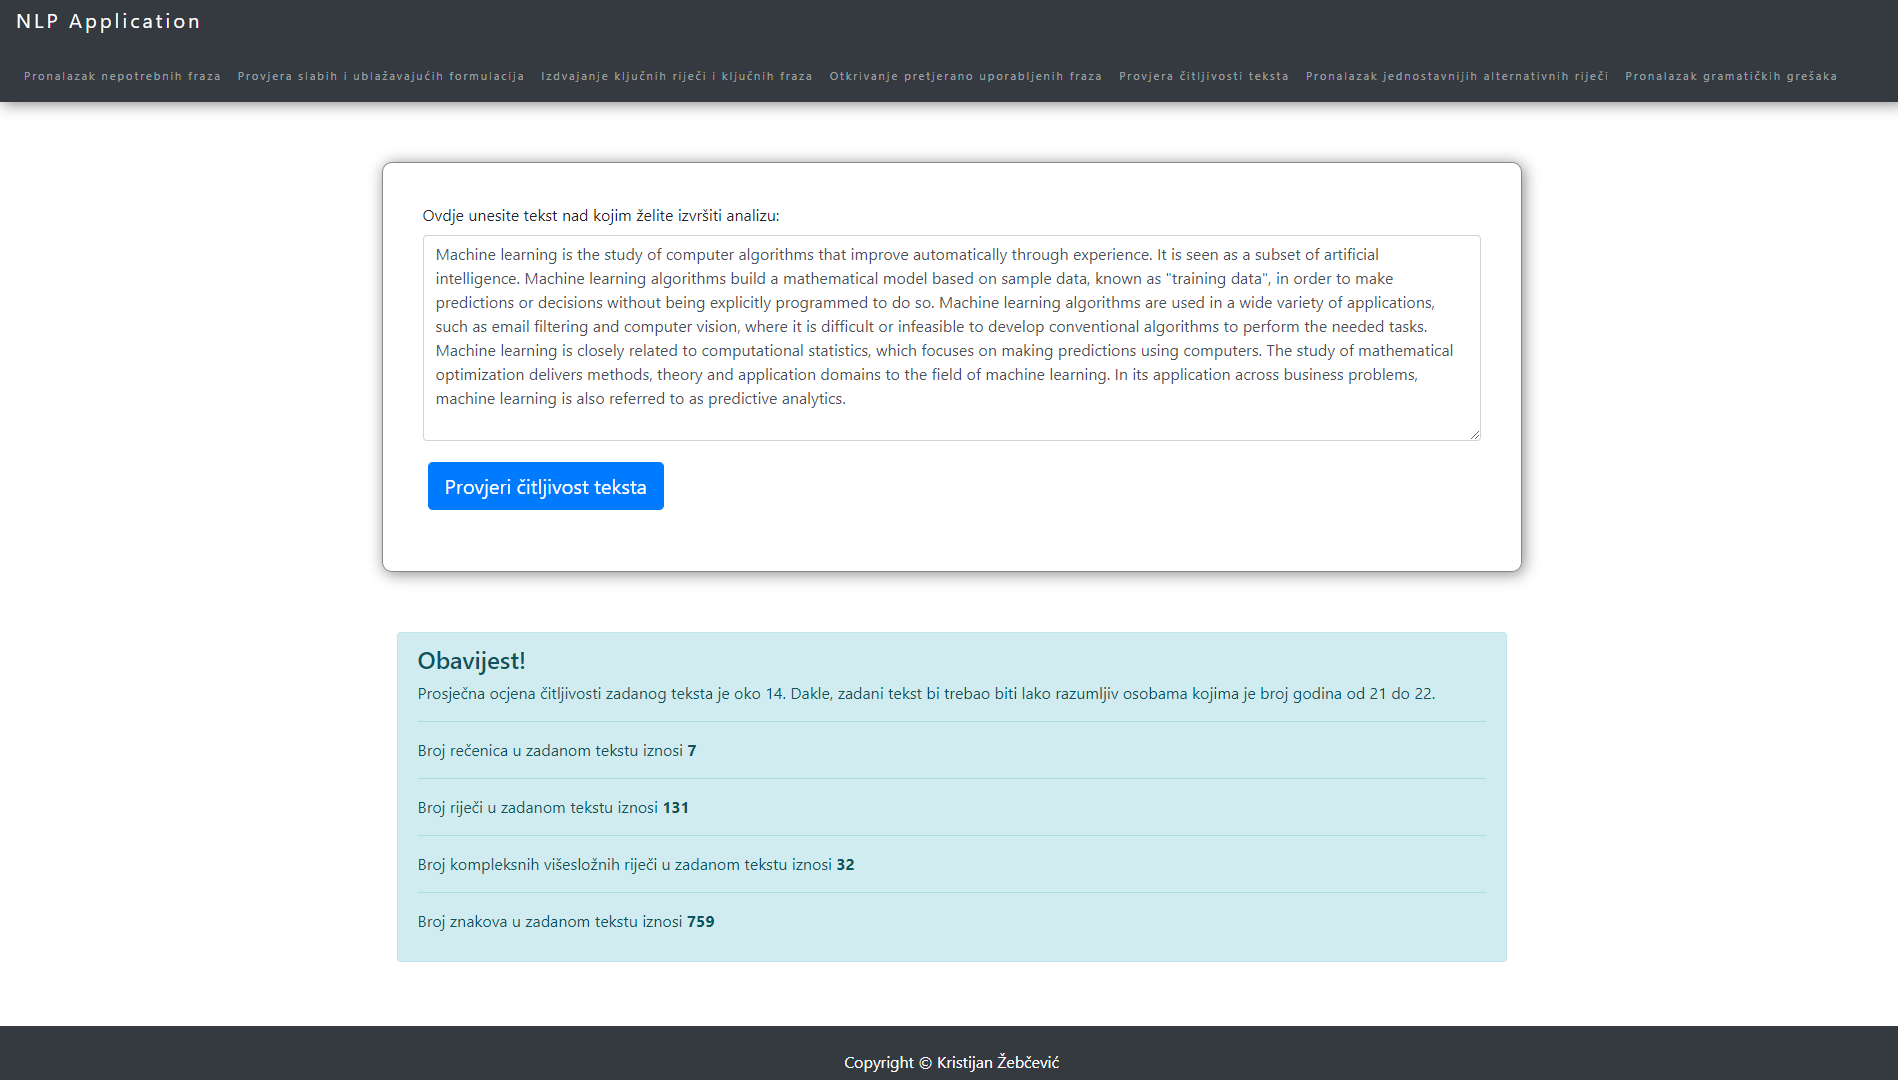 NLP Application
Pronalazak nepotrebnih fraza Provjera slabih i ublažavajućih formulacija Izdvajanje ključnih riječi i ključnih fraza Otkrivanje pretjerano uporabljenih fraza Provjera čitljivosti teksta Pronalazak jednostavnijih alternativnih riječi Pronalazak gramatičkih grešaka
Ovdje unesite tekst nad kojim želite izvršiti analizu:
Machine learning is the study of computer algorithms that improve automatically through experience. It is seen as a subset of artificial
intelligence. Machine learning algorithms build a mathematical model based on sample data, known as "training data", in order to make
predictions or decisions without being explicitly programmed to do so. Machine learning algorithms are used in a wide variety of applications,
such as email filtering and computer vision, where it is difficult or infeasible to develop conventional algorithms to perform the needed tasks.
Machine learning is closely related to computational statistics, which focuses on making predictions using computers. The study of mathematical
optimization delivers methods, theory and application domains to the field of machine learning. In its application across business problems,
machine learning is also referred to as predictive analytics.
Provjeri čitljivost teksta
Obavijest!
Prosječna ocjena čitljivosti zadanog teksta je oko 14. Dakle, zadani tekst bi trebao biti lako razumljiv osobama kojima je broj godina od 21 do 22.
Broj rečenica u zadanom tekstu iznosi 7
Broj riječi u zadanom tekstu iznosi 131
Broj kompleksnih višesložnih riječi u zadanom tekstu iznosi 32
Broj znakova u zadanom tekstu iznosi 759
Copyright © Kristijan Žebčević